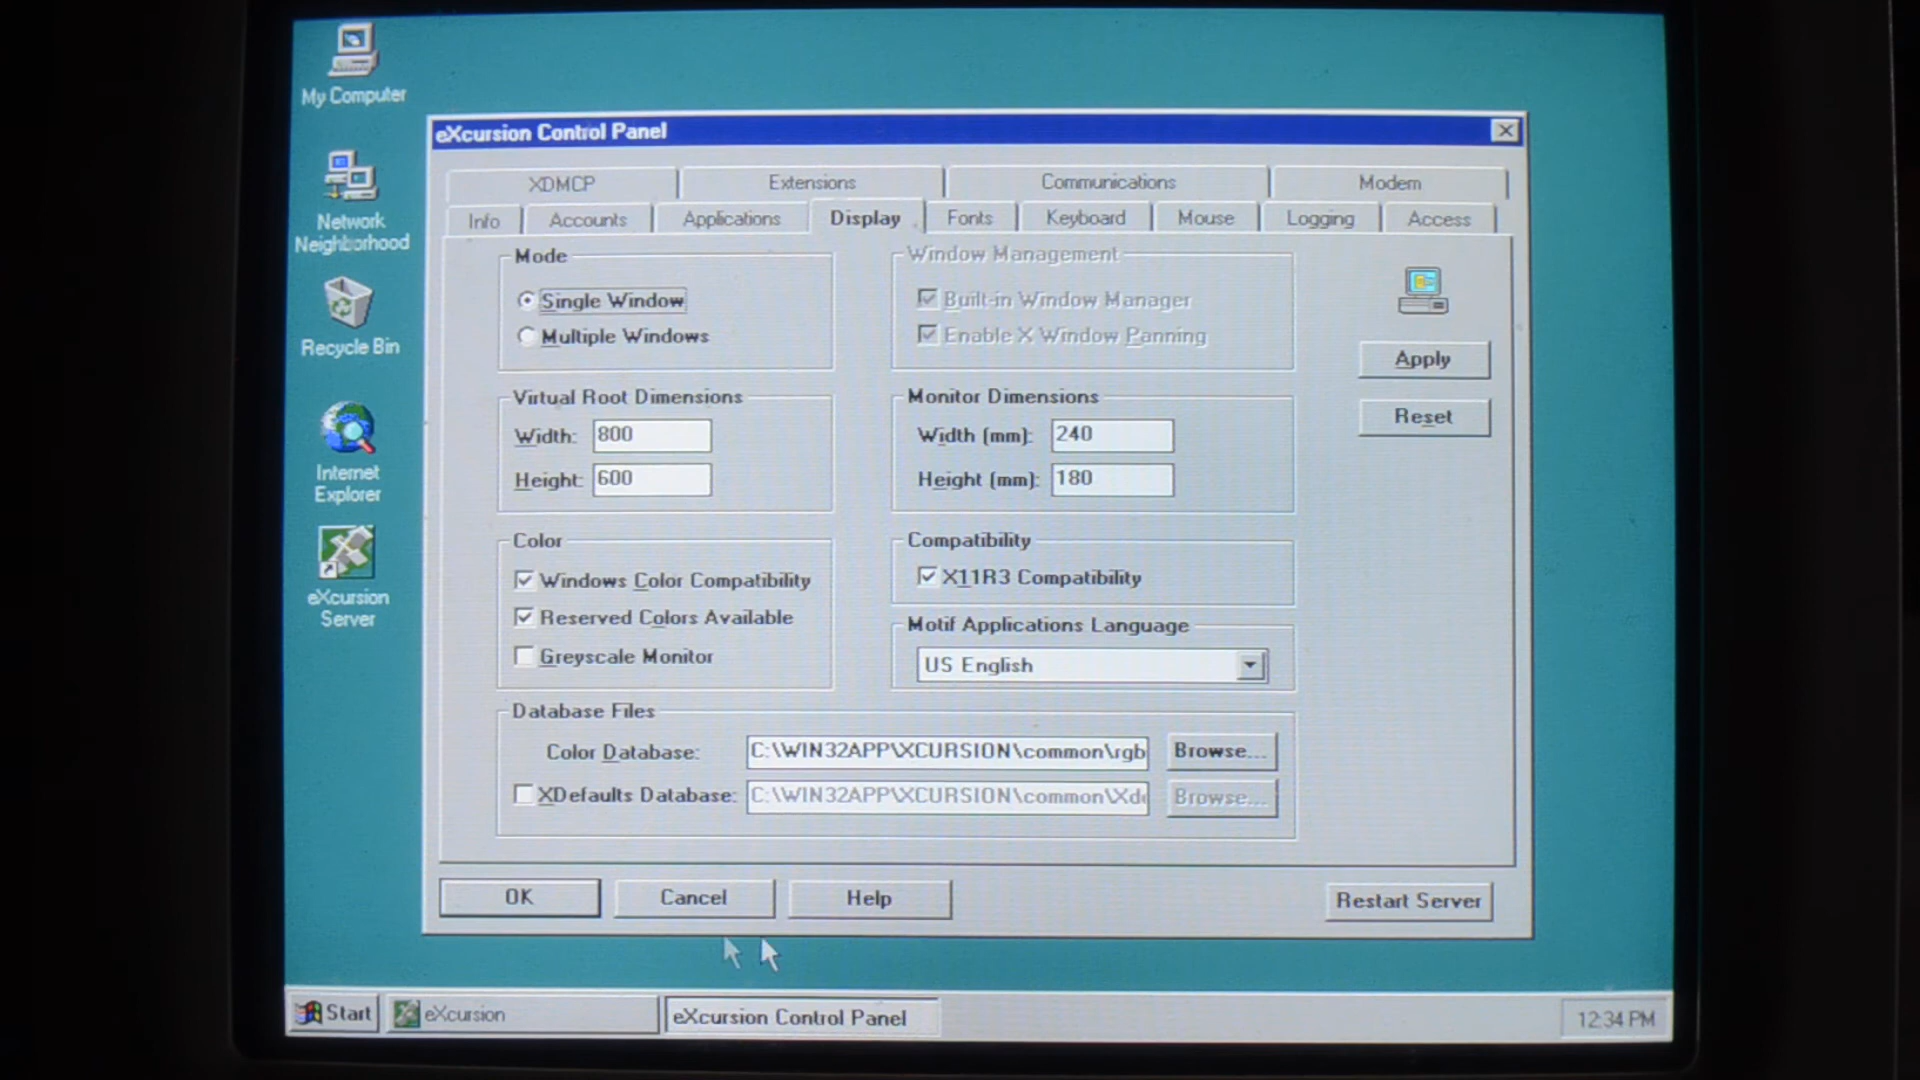 My Computer
Network
Neighborhood
Recycle Bin
Internet
Explorer
eXcursion
Server
eXcursion Control Panel
XDMCP Extensions Communications Modem
Info Accounts Applications Display Fonts Keyboard Mouse Logging Access
Mode
Single Window
Multiple Windows
Window Management
Built-in Window Manager
Enable X Window Panning
Apply
Reset
Virtual Root Dimensions
Width: 800
Height: 600
Monitor Dimensions
Width (mm): 240
Height (mm): 180
Color
Windows Color Compatibility
Reserved Colors Available
Greyscale Monitor
Compatibility
X11R3 Compatibility
Motif Applications Language
US English
Database Files
Color Database: C:\WIN32APP\XCURSION\common\rgb Browse...
XDefaults Database: C:\WIN32APP\XCURSION\common\Xd Browse...
OK Cancel Help Restart Server
Start eXcursion eXcursion Control Panel 12:34 PM